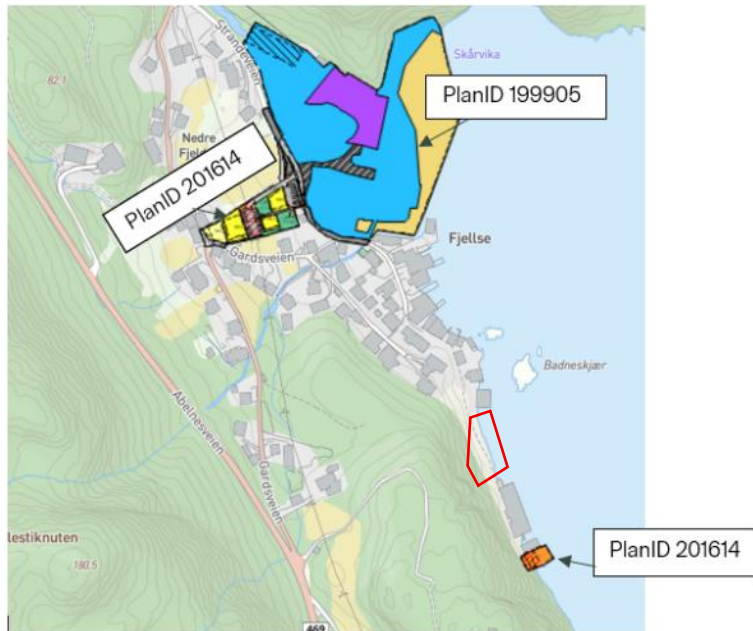 Skårvika
PlanID 199905
82,1
Strandeveien
Nedre
PlanID 201614
Fjellse
Gardsveien
Badneskjær
Abelnesveien
Gardsveien
lestiknuten
180.5
PlanID 201614
469